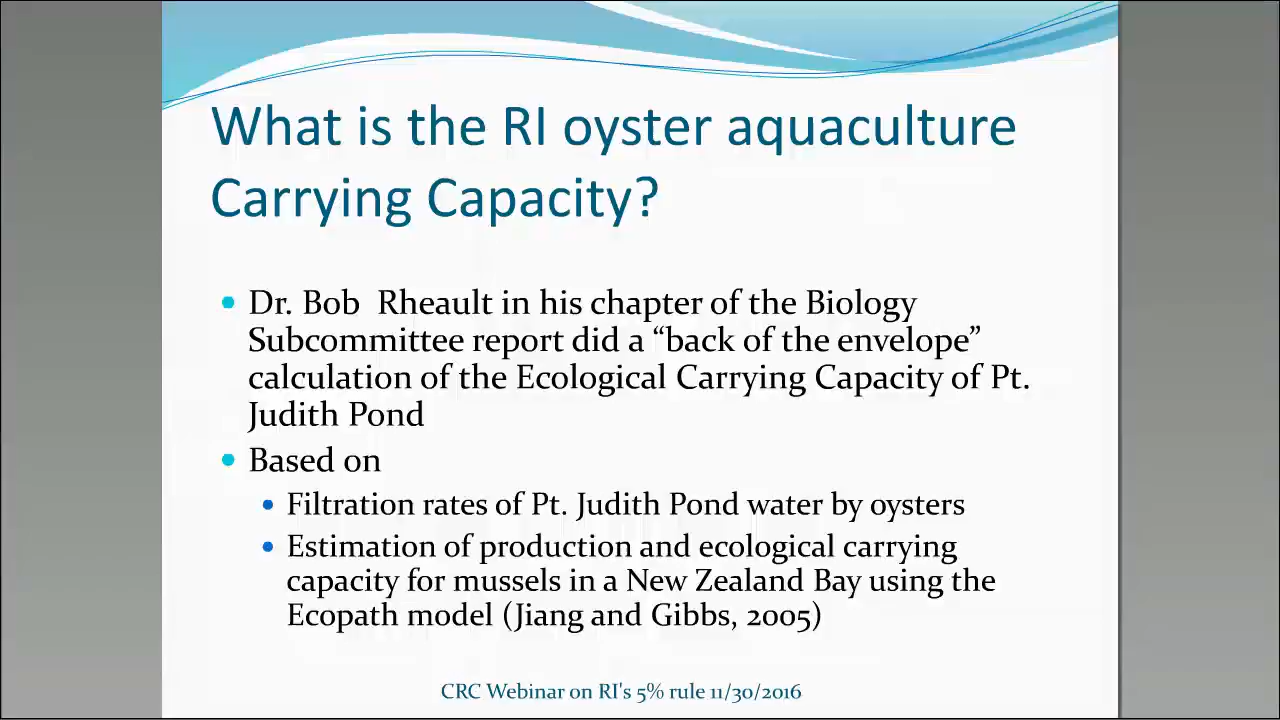 What is the RI oyster aquaculture
Carrying Capacity?
• Dr. Bob  Rheault in his chapter of the Biology
Subcommittee report did a “back of the envelope”
calculation of the Ecological Carrying Capacity of Pt.
Judith Pond
• Based on
• Filtration rates of Pt. Judith Pond water by oysters
• Estimation of production and ecological carrying
capacity for mussels in a New Zealand Bay using the
Ecopath model (Jiang and Gibbs, 2005)
CRC Webinar on RI's 5% rule 11/30/2016